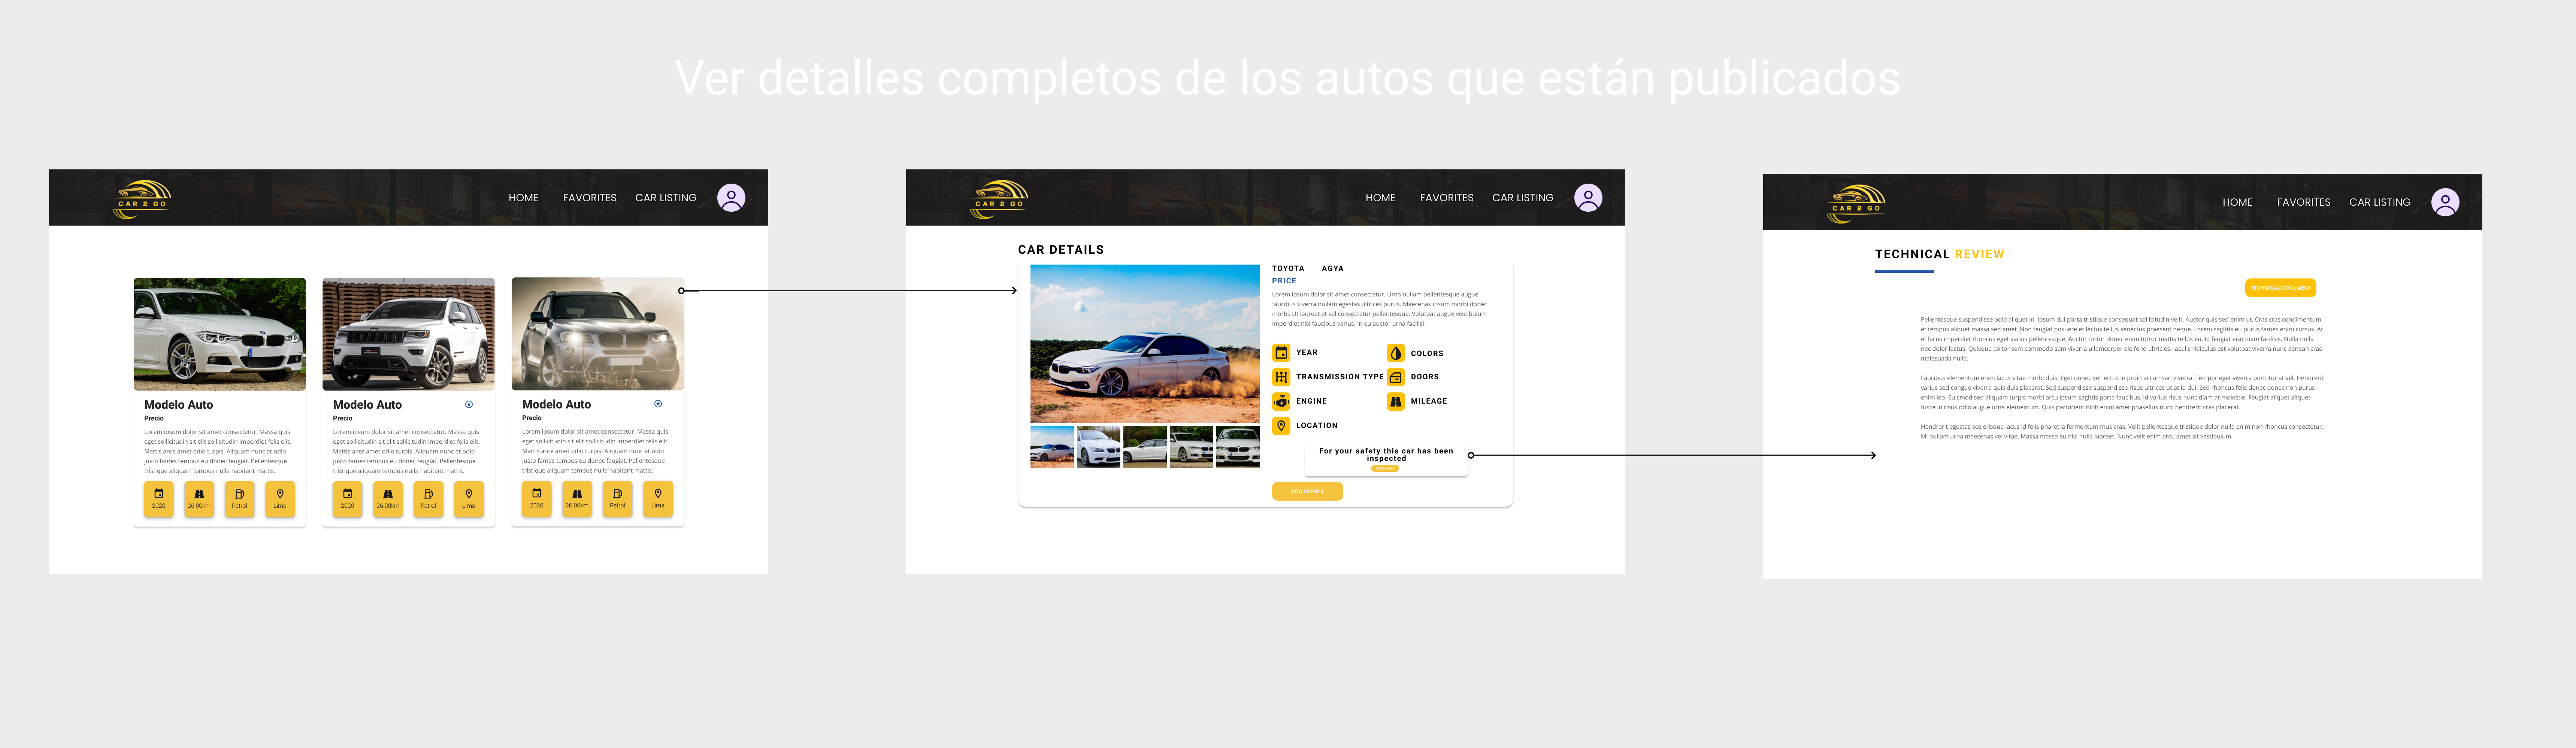 Ver detalles completos de los autos que están publicados
CAR 2 GO
HOME FAVORITES CAR LISTING
Modelo Auto
Precio
Lorem ipsum dolor sit amet consectetur. Massa quis
eget sollicitudin sit elit sollicitudin imperdiet felis elit.
Mattis ante amet odio turpis. Aliquam nunc at odio
justo fames tempus eu donec feugiat. Pellentesque
tristique aliquam tempus nulla habitant mattis.
2020 26.00km Petrol Lima
Modelo Auto
Precio
Lorem ipsum dolor sit amet consectetur. Massa quis
eget sollicitudin sit elit sollicitudin imperdiet felis elit.
Mattis ante amet odio turpis. Aliquam nunc at odio
justo fames tempus eu donec feugiat. Pellentesque
tristique aliquam tempus nulla habitant mattis.
2020 26.00km Petrol Lima
Modelo Auto
Precio
Lorem ipsum dolor sit amet consectetur. Massa quis
eget sollicitudin sit elit sollicitudin imperdiet felis elit.
Mattis ante amet odio turpis. Aliquam nunc at odio
justo fames tempus eu donec feugiat. Pellentesque
tristique aliquam tempus nulla habitant mattis.
2020 26.00km Petrol Lima
CAR 2 GO
HOME FAVORITES CAR LISTING
CAR DETAILS
TOYOTA AGYA
PRICE
Lorem ipsum dolor sit amet consectetur. Urna nullam pellentesque augue
faucibus viverra nullam egestas ultrices purus. Maecenas ipsum morbi donec
morbi. Ut laoreet et vel consectetur pellentesque. Volutpat augue vestibulum
imperdiet nisi faucibus varius. In eu auctor urna facilisi.
YEAR COLORS
TRANSMISSION TYPE DOORS
ENGINE MILEAGE
LOCATION
For your safety this car has been
inspected
ADD OFFER $
CAR 2 GO
HOME FAVORITES CAR LISTING
TECHNICAL REVIEW
TECHNICAL DOCUMENT
Pellentesque suspendisse odio aliquet in. ipsum dui porta tristique consequat sollicitudin velit. Auctor quis sed enim ut. Cras cras condimentum
et tempus aliquet massa sed amet. Non feugiat posuere et lectus tellus senectus praesent neque. Lorem sagittis eu purus fames enim cursus. At
et lacus imperdiet rhoncus eget varius pellentesque. Auctor tortor donec enim tortor mattis tellus eu. Id feugiat erat diam facilisis. Nulla nulla
nec dolor lectus. Quisque tortor sem commodo sem viverra ullamcorper eleifend ultricies. Iaculis ridiculus est volutpat viverra nunc aenean cras
malesuada nulla.
Faucibus elementum enim lacus vitae morbi duis. Eget donec vel lectus in proin accumsan viverra. Tempor eget viverra porttitor at vel. Hendrerit
varius sed congue viverra quis duis placerat. Sed suspendisse suspendisse risus ultrices ut at id dui. Sed rhoncus felis donec donec non purus
enim leo. Euismod sed aliquam turpis morbi arcu ipsum sagittis porta faucibus. Id varius risus nunc diam at molestie. Feugiat aliquet aliquet
fusce in risus odio augue urna elementum. Quis parturient nibh enim amet phasellus nunc hendrerit cras placerat.
Hendrerit egestas scelerisque lacus id felis pharetra fermentum mus cras. Velit pellentesque tristique dolor nulla enim non rhoncus consectetur.
Mi nullam urna maecenas vel vitae. Massa massa eu nisl nulla laoreet. Nunc velit enim arcu amet sit vestibulum.